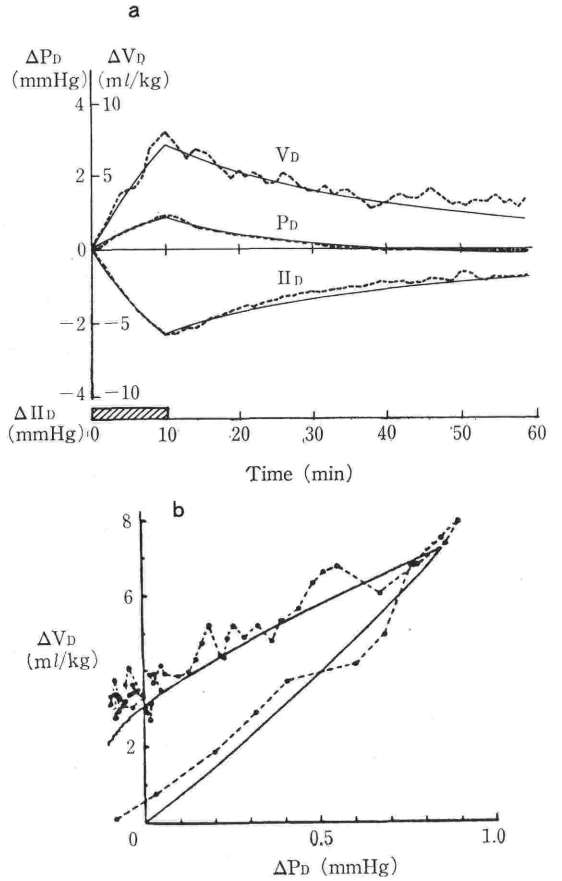 a
ΔPD ΔVD
(mmHg) (ml/kg)
4 10
VD
2 5
PD
0
IID
-2 -5
-4 -10
ΔIID
(mmHg) 0 10 20 30 40 50 60
Time (min)
b
8
6
ΔVD
(ml/kg)
2
0 0.5 1.0
ΔPD (mmHg)